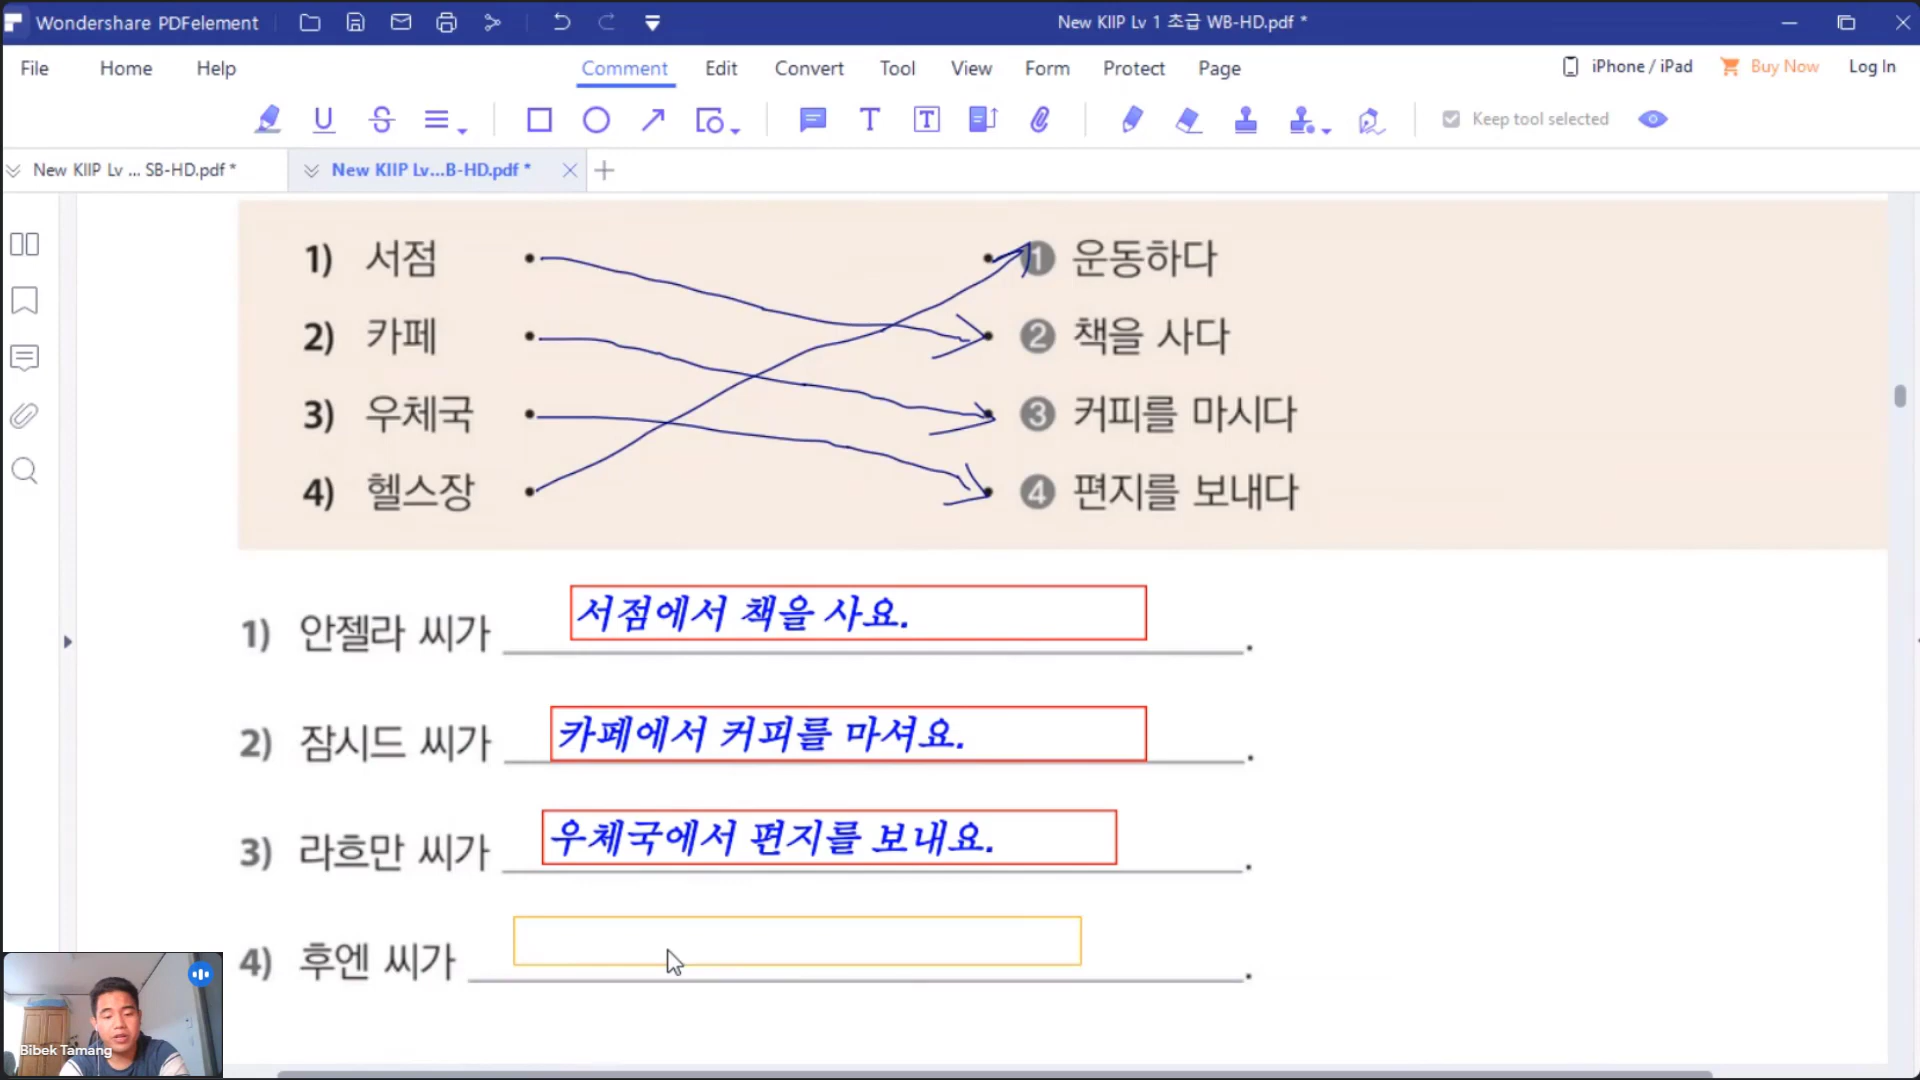 Wondershare PDFelement
New KIIP Lv 1 초급 WB-HD.pdf *
File Home Help Comment Edit Convert Tool View Form Protect Page iPhone / iPad Buy Now Log In
Keep tool selected
New KIIP Lv ... SB-HD.pdf * New KIIP Lv...B-HD.pdf *
1) 서점 • • ① 운동하다
2) 카페 • • ② 책을 사다
3) 우체국 • • ③ 커피를 마시다
4) 헬스장 • • ④ 편지를 보내다
1) 안젤라 씨가 서점에서 책을 사요. .
2) 잠시드 씨가 카페에서 커피를 마셔요. .
3) 라흐만 씨가 우체국에서 편지를 보내요. .
4) 후엔 씨가 .
Bibek Tamang